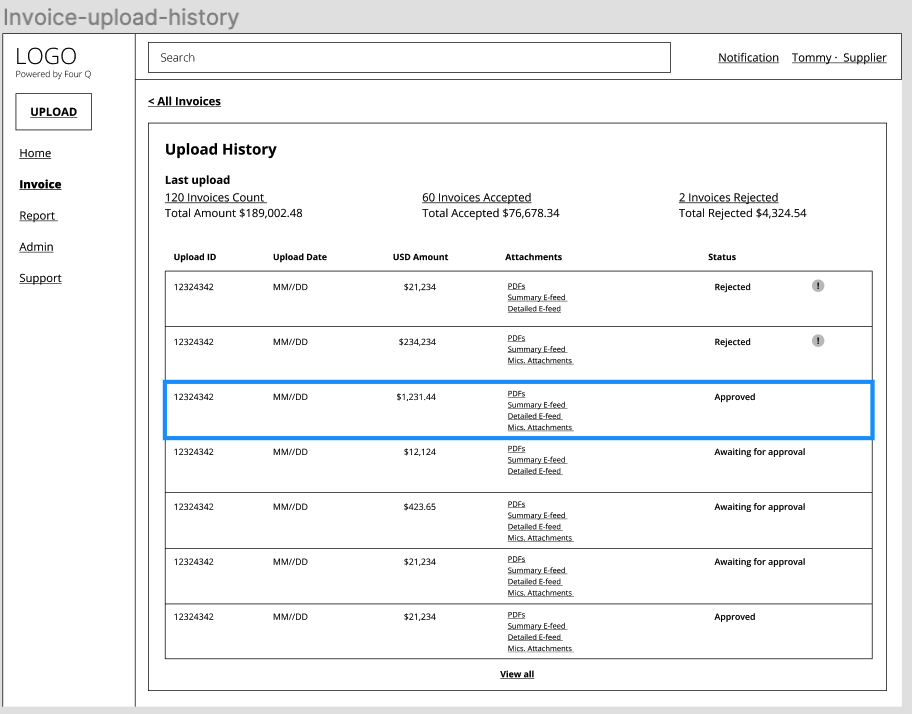 Invoice-upload-history
LOGO
Powered by Four Q
UPLOAD
Home
Invoice
Report
Admin
Support
Search
Notification Tommy · Supplier
< All Invoices
Upload History
Last upload
120 Invoices Count 60 Invoices Accepted 2 Invoices Rejected
Total Amount $189,002.48 Total Accepted $76,678.34 Total Rejected $4,324.54
Upload ID Upload Date USD Amount Attachments Status
12324342 MM//DD $21,234 PDFs Rejected !
Summary E-feed
Detailed E-feed
12324342 MM//DD $234,234 PDFs Rejected !
Summary E-feed
Mics. Attachments
12324342 MM//DD $1,231.44 PDFs Approved
Summary E-feed
Detailed E-feed
Mics. Attachments
12324342 MM//DD $12,124 PDFs Awaiting for approval
Summary E-feed
Detailed E-feed
12324342 MM//DD $423.65 PDFs Awaiting for approval
Summary E-feed
Detailed E-feed
Mics. Attachments
12324342 MM//DD $21,234 PDFs Awaiting for approval
Summary E-feed
Detailed E-feed
Mics. Attachments
12324342 MM//DD $21,234 PDFs Approved
Summary E-feed
Detailed E-feed
Mics. Attachments
View all